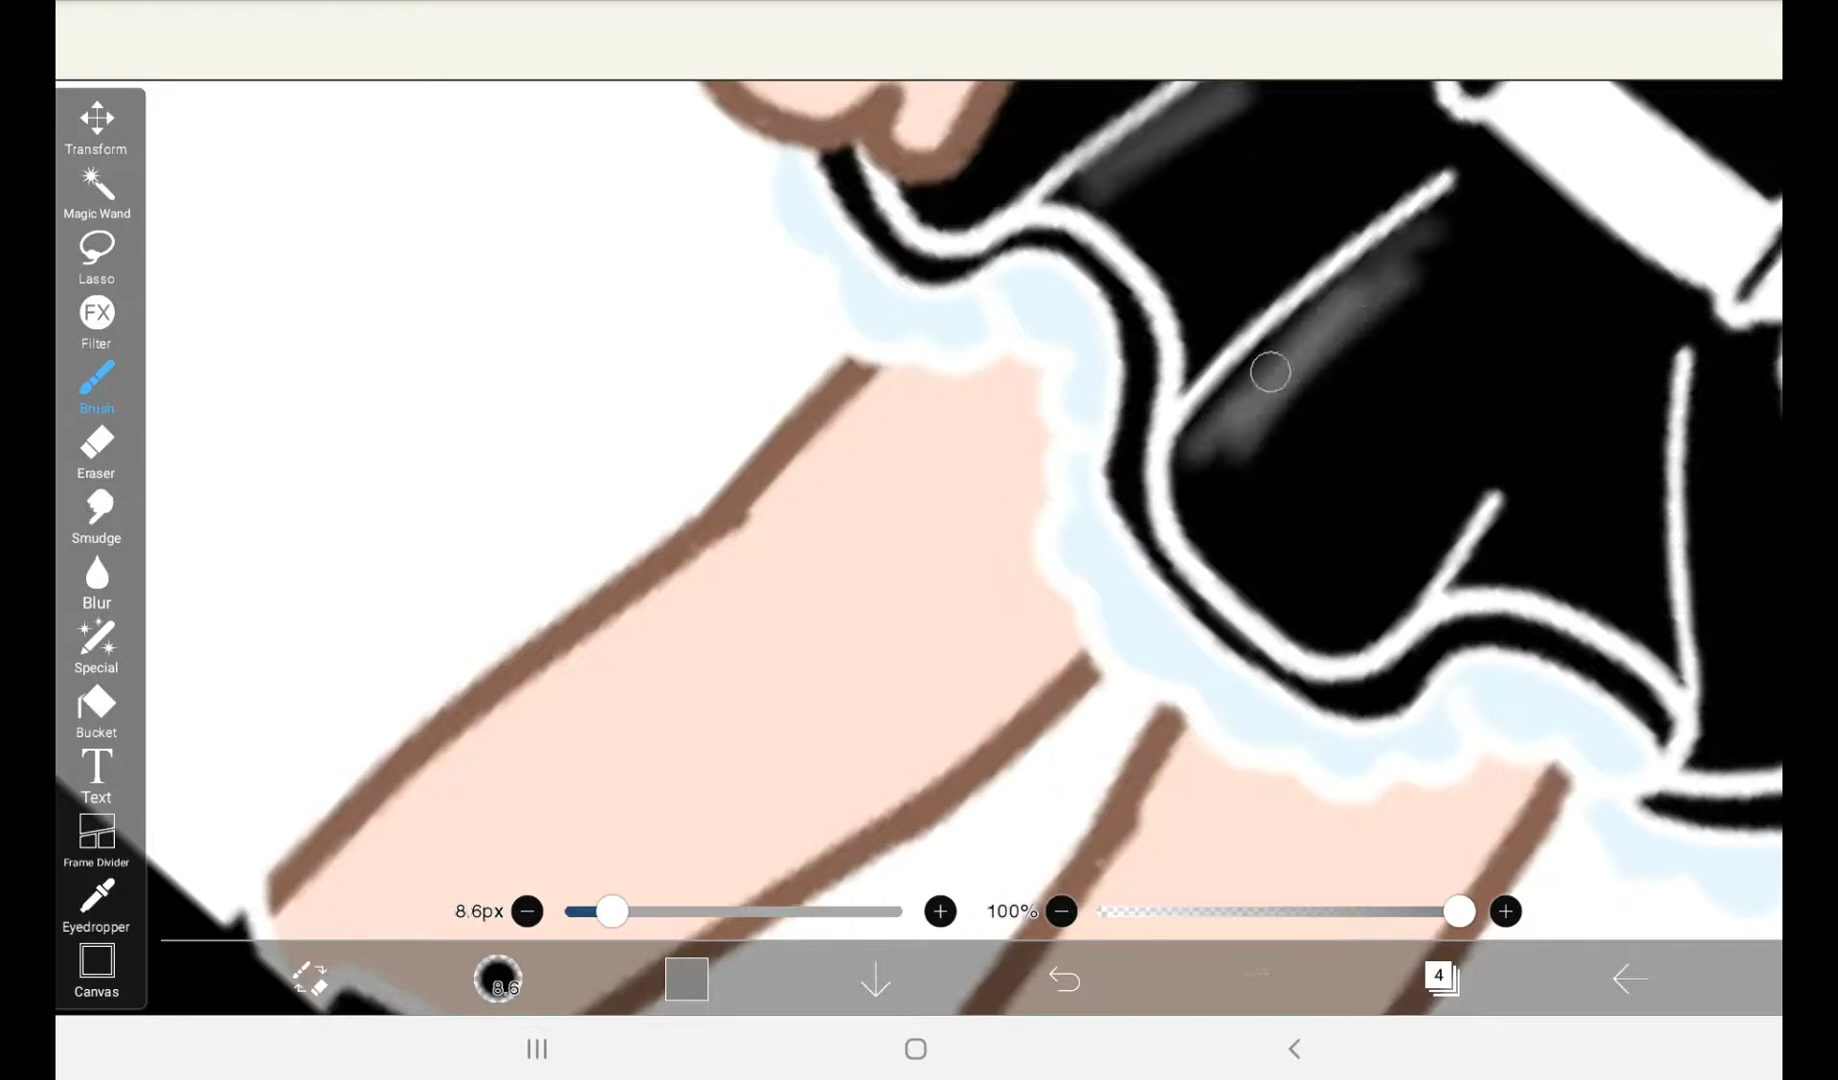 Transform
Magic Wand
Lasso
FX
Filter
Brush
Eraser
Smudge
Blur
Special
Bucket
T
Text
Frame Divider
Eyedropper
Canvas
8.6px
100%
8.6
4